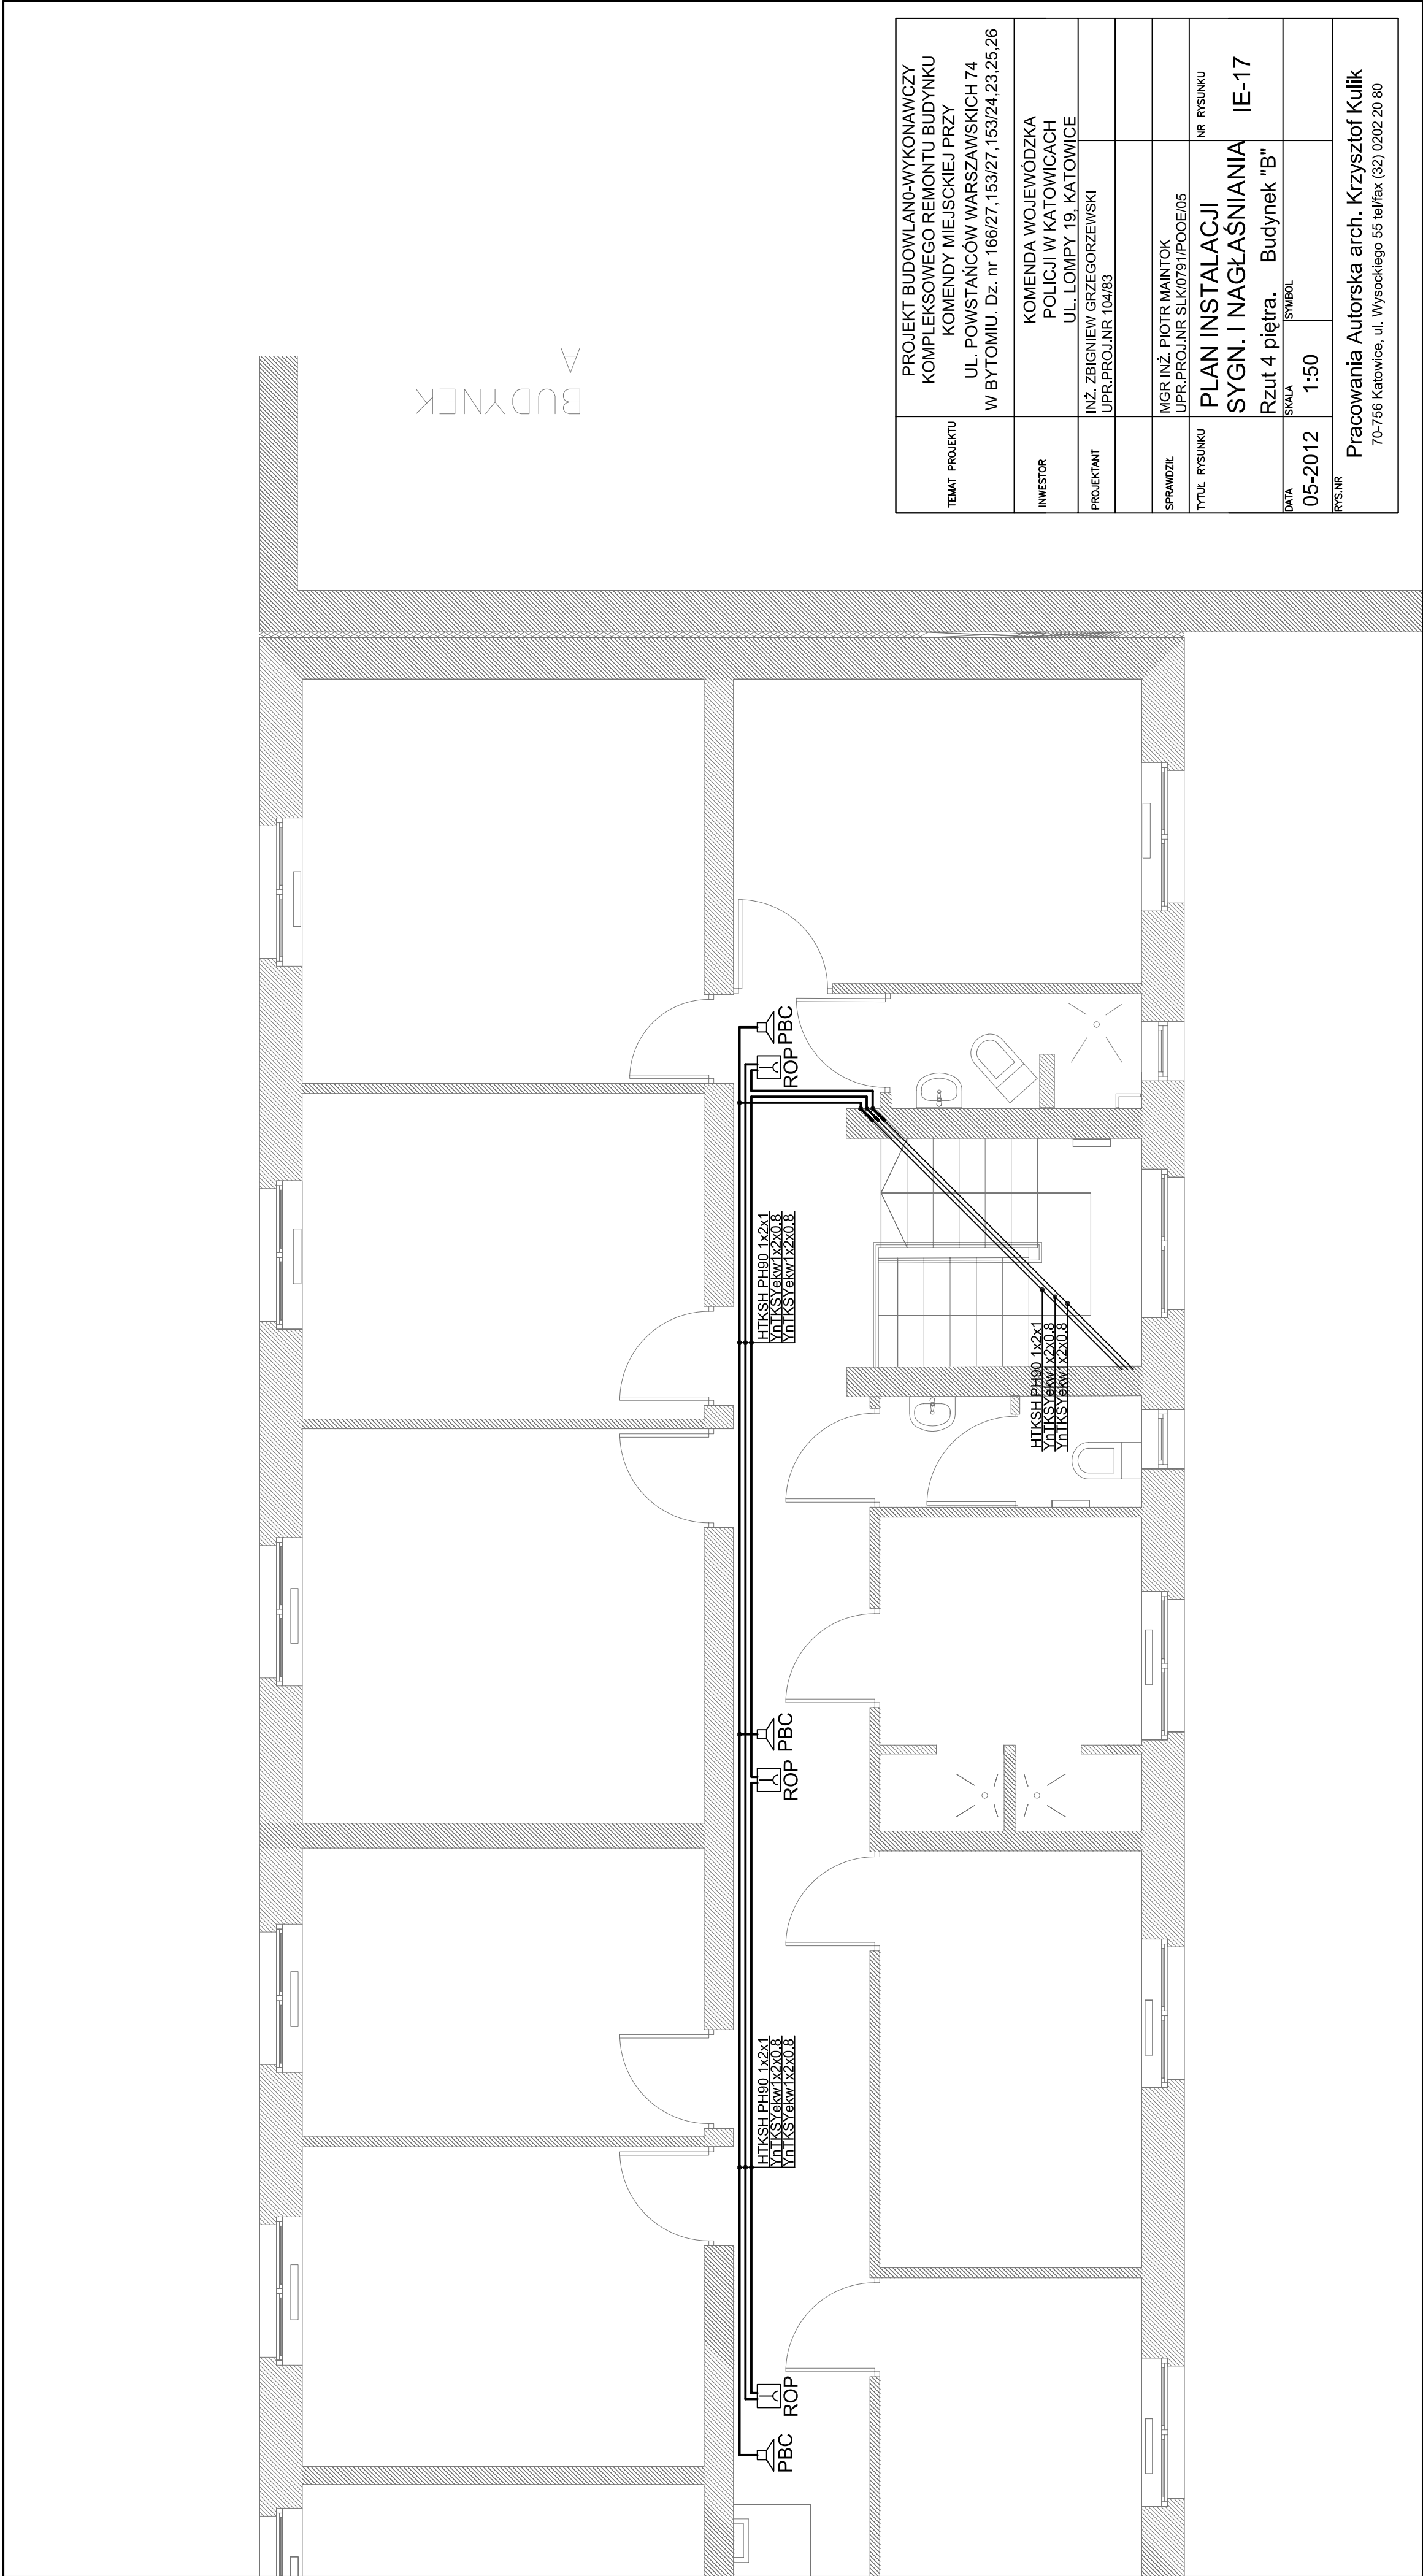 BUDYNEK
A
TEMAT PROJEKTU
PROJEKT BUDOWLAN0-WYKONAWCZY
KOMPLEKSOWEGO REMONTU BUDYNKU
KOMENDY MIEJSCKIEJ PRZY
UL. POWSTAŃCÓW WARSZAWSKICH 74
W BYTOMIU. Dz. nr 166/27,153/27,153/24,23,25,26
INWESTOR
KOMENDA WOJEWÓDZKA
POLICJI W KATOWICACH
UL. LOMPY 19, KATOWICE
PROJEKTANT
INŻ. ZBIGNIEW GRZEGORZEWSKI
UPR.PROJ.NR 104/83
SPRAWDZIŁ
MGR INŻ. PIOTR MAINTOK
UPR.PROJ.NR SLK/0791/POOE/05
TYTUŁ RYSUNKU
PLAN INSTALACJI
SYGN. I NAGŁAŚNIANIA
Rzut 4 piętra. Budynek "B"
NR RYSUNKU
IE-17
DATA
05-2012
SKALA
1:50
SYMBOL
RYS.NR
Pracowania Autorska arch. Krzysztof Kulik
70-756 Katowice, ul. Wysockiego 55 tel/fax (32) 0202 20 80
PBC
ROP
HTKSH PH90 1x2x1
YnTKSYekw1x2x0.8
YnTKSYekw1x2x0.8
HTKSH PH90 1x2x1
YnTKSYekw1x2x0.8
YnTKSYekw1x2x0.8
PBC
ROP
HTKSH PH90 1x2x1
YnTKSYekw1x2x0.8
YnTKSYekw1x2x0.8
ROP
PBC